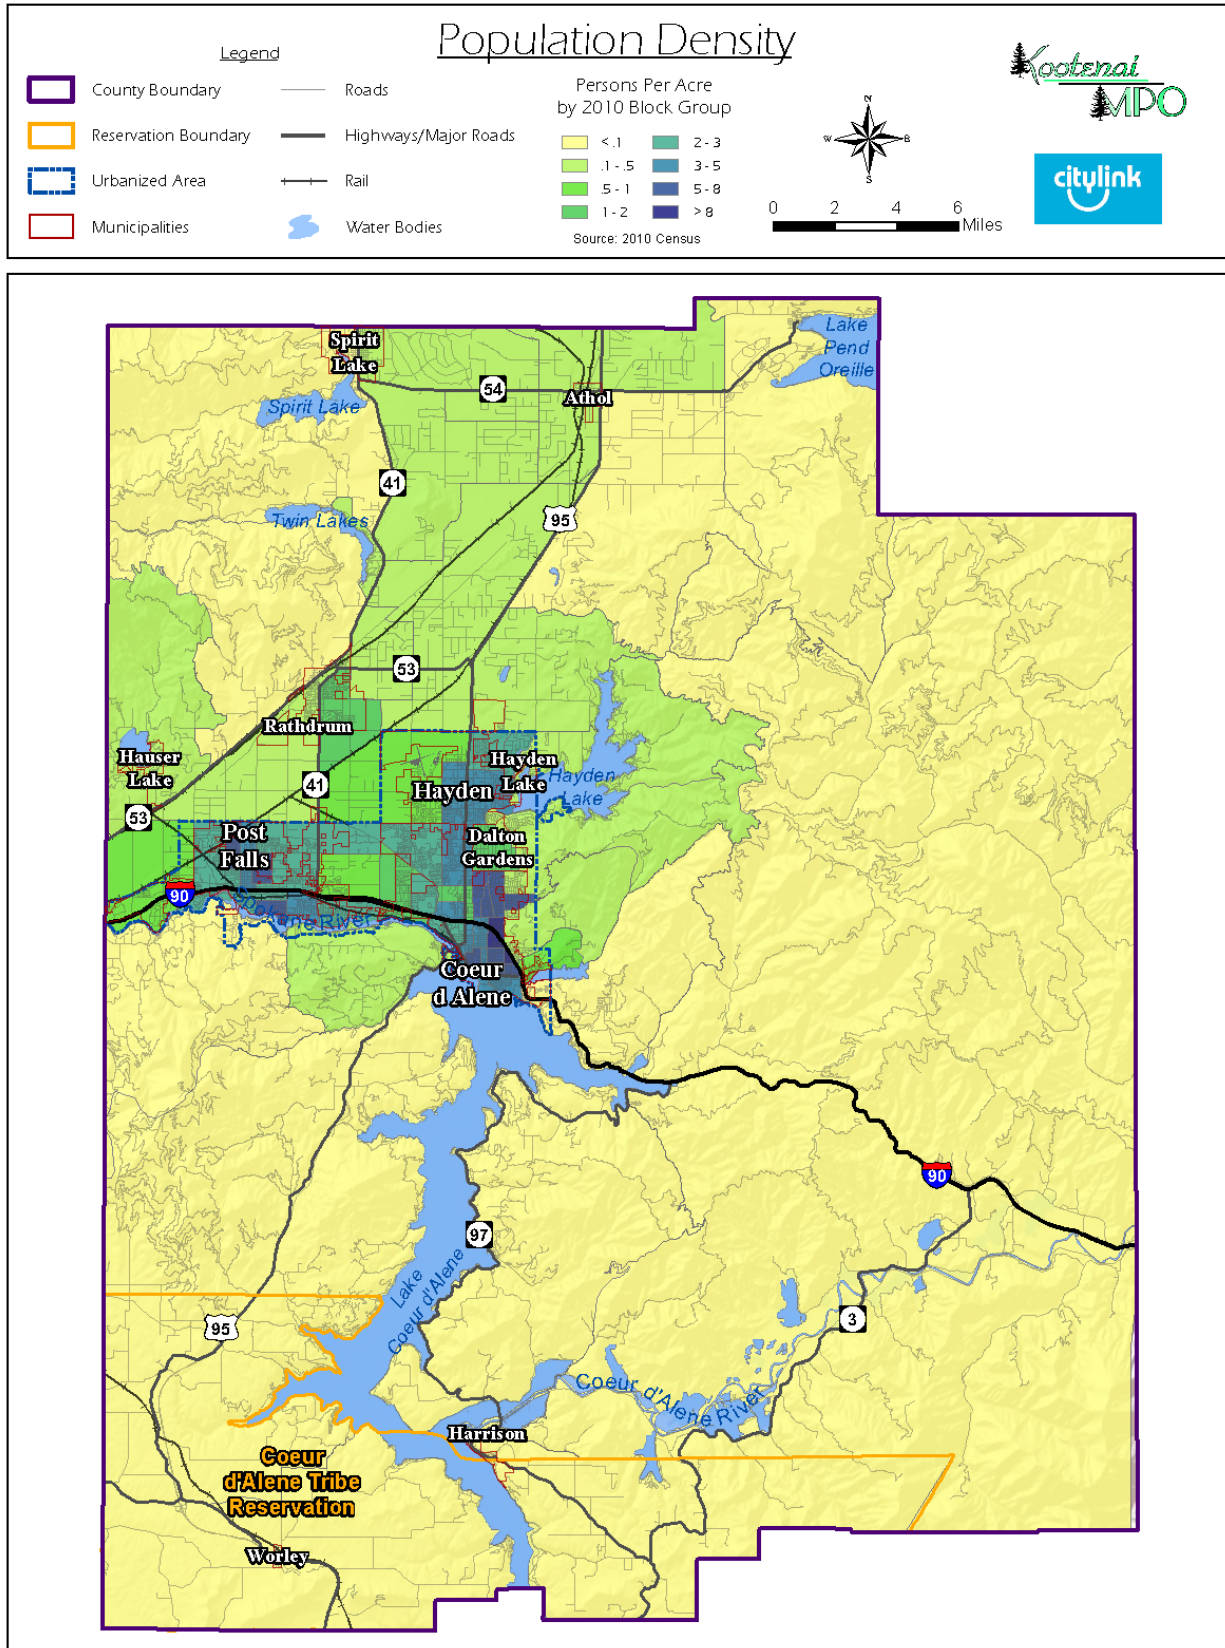 Population Density
Legend
County Boundary
Reservation Boundary
Urbanized Area
Municipalities
Roads
Highways/Major Roads
Rail
Water Bodies
Persons Per Acre
by 2010 Block Group
< .1
.1 - .5
.5 - 1
1 - 2
2 - 3
3 - 5
5 - 8
> 8
Source: 2010 Census
N
W
E
S
0 2 4 6
Miles
Kootenai
MPO
citylink
Spirit
Lake
Lake
Pend
Oreille
54
Athol
Spirit Lake
41
95
Twin Lakes
53
Rathdrum
Hauser
Lake
41
Hayden
Hayden
Lake
Hayden
Lake
53
Post
Falls
Dalton
Gardens
90
Spokane River
Coeur
d Alene
90
97
Lake
Coeur d'Alene
95
3
Coeur d'Alene River
Harrison
Coeur
d'Alene Tribe
Reservation
Worley